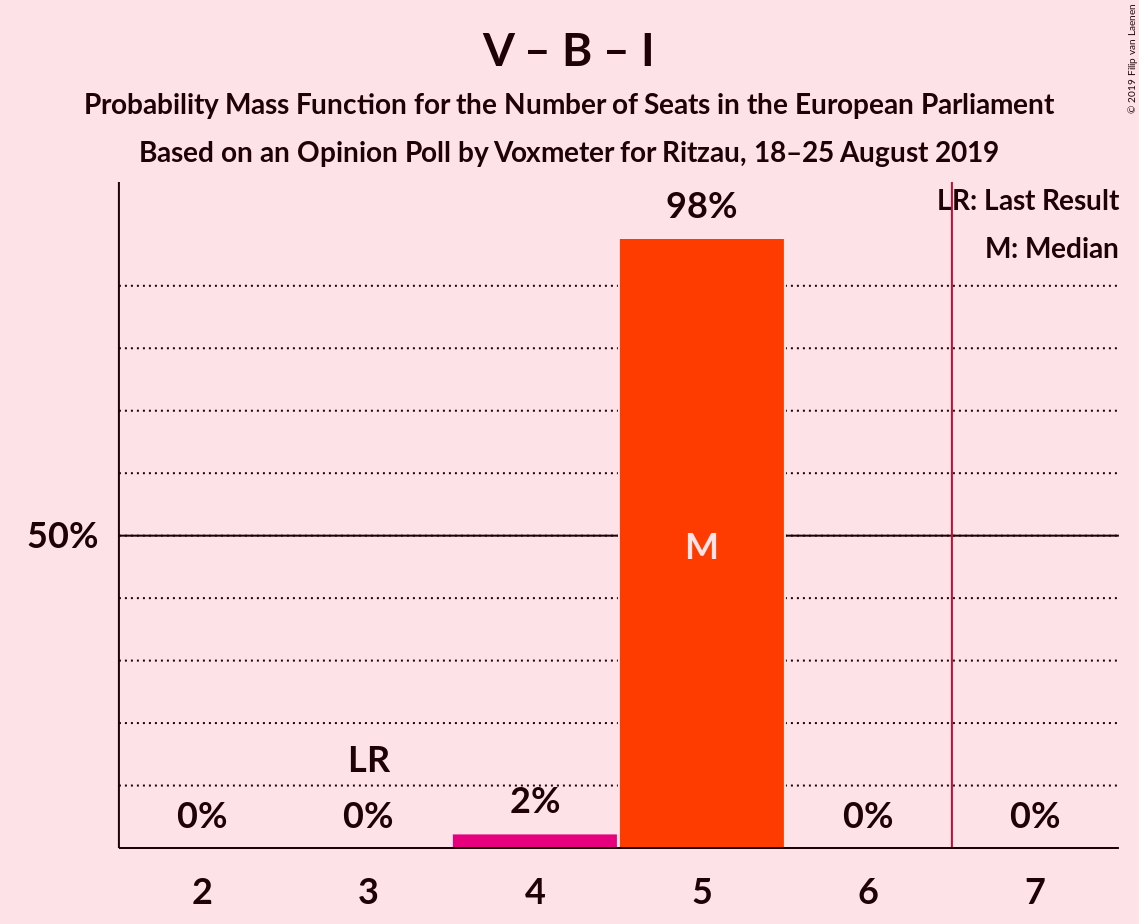 V – B – I
Probability Mass Function for the Number of Seats in the European Parliament
Based on an Opinion Poll by Voxmeter for Ritzau, 18–25 August 2019
© 2019 Filip van Laenen
LR: Last Result
M: Median
98%
50%
M
LR
0%
0%
2%
0%
0%
2
3
4
5
6
7